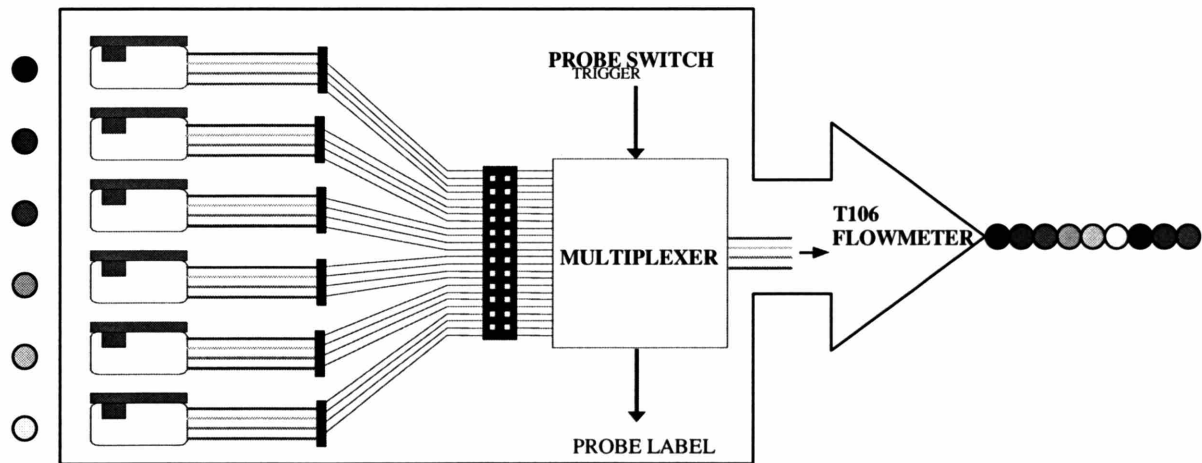 PROBE SWITCH
TRIGGER
MULTIPLEXER
T106
FLOWMETER
PROBE LABEL